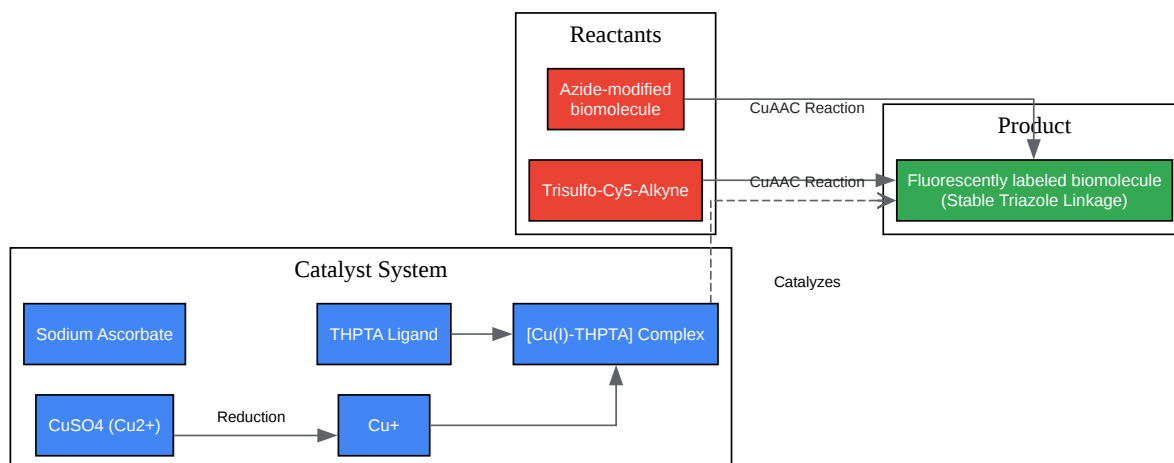 Reactants
Azide-modified
biomolecule
CuAAC Reaction
Product
Trisulfo-Cy5-Alkyne
CuAAC Reaction
Fluorescently labeled biomolecule
(Stable Triazole Linkage)
Catalyst System
Catalyzes
Sodium Ascorbate
THPTA Ligand
[Cu(I)-THPTA] Complex
CuSO4 (Cu2+)
Reduction
Cu+